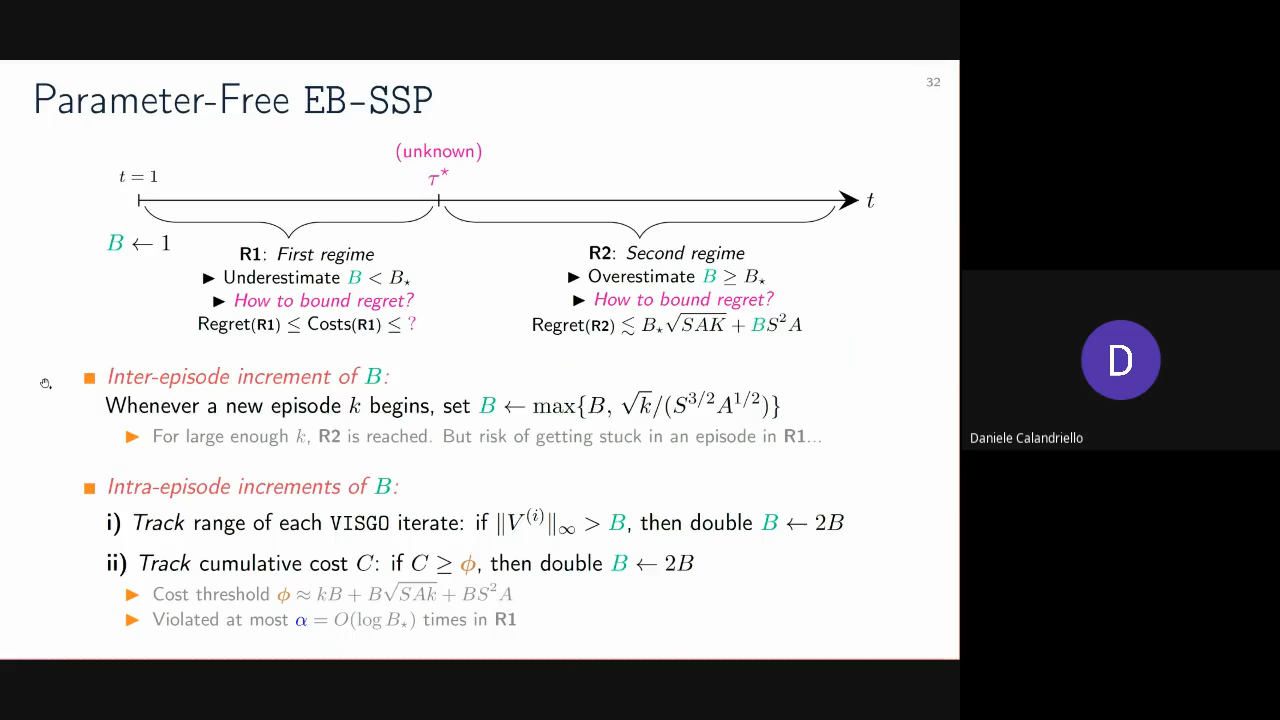 Parameter-Free EB-SSP
32
(unknown)
t = 1
τ⋆
t
B ← 1
R1: First regime
▶ Underestimate B < B⋆
▶ How to bound regret?
Regret(R1) ≤ Costs(R1) ≤ ?
R2: Second regime
▶ Overestimate B ≥ B⋆
▶ How to bound regret?
Regret(R2) ≲ B⋆√SAK + BS²A
■ Inter-episode increment of B:
Whenever a new episode k begins, set B ← max{B, √k/(S^{3/2}A^{1/2})}
▶ For large enough k, R2 is reached. But risk of getting stuck in an episode in R1...
■ Intra-episode increments of B:
i) Track range of each VISGO iterate: if ‖V^{(i)}‖∞ > B, then double B ← 2B
ii) Track cumulative cost C: if C ≥ ϕ, then double B ← 2B
▶ Cost threshold ϕ ≈ kB + B√SAk + BS²A
▶ Violated at most α = O(log B⋆) times in R1
D
Daniele Calandriello